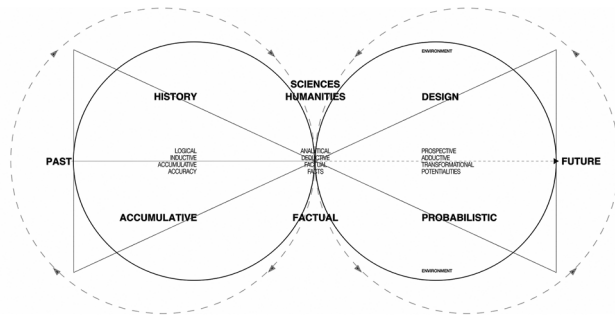 ENVIRONMENT
SCIENCES
HUMANITIES
HISTORY
DESIGN
LOGICAL
INDUCTIVE
ACCUMULATIVE
ACCURACY
ANALYTICAL
DEDUCTIVE
FACTUAL
FACTS
PROSPECTIVE
ADDUCTIVE
TRANSFORMATIONAL
POTENTIALITIES
PAST
FUTURE
ACCUMULATIVE
FACTUAL
PROBABILISTIC
ENVIRONMENT